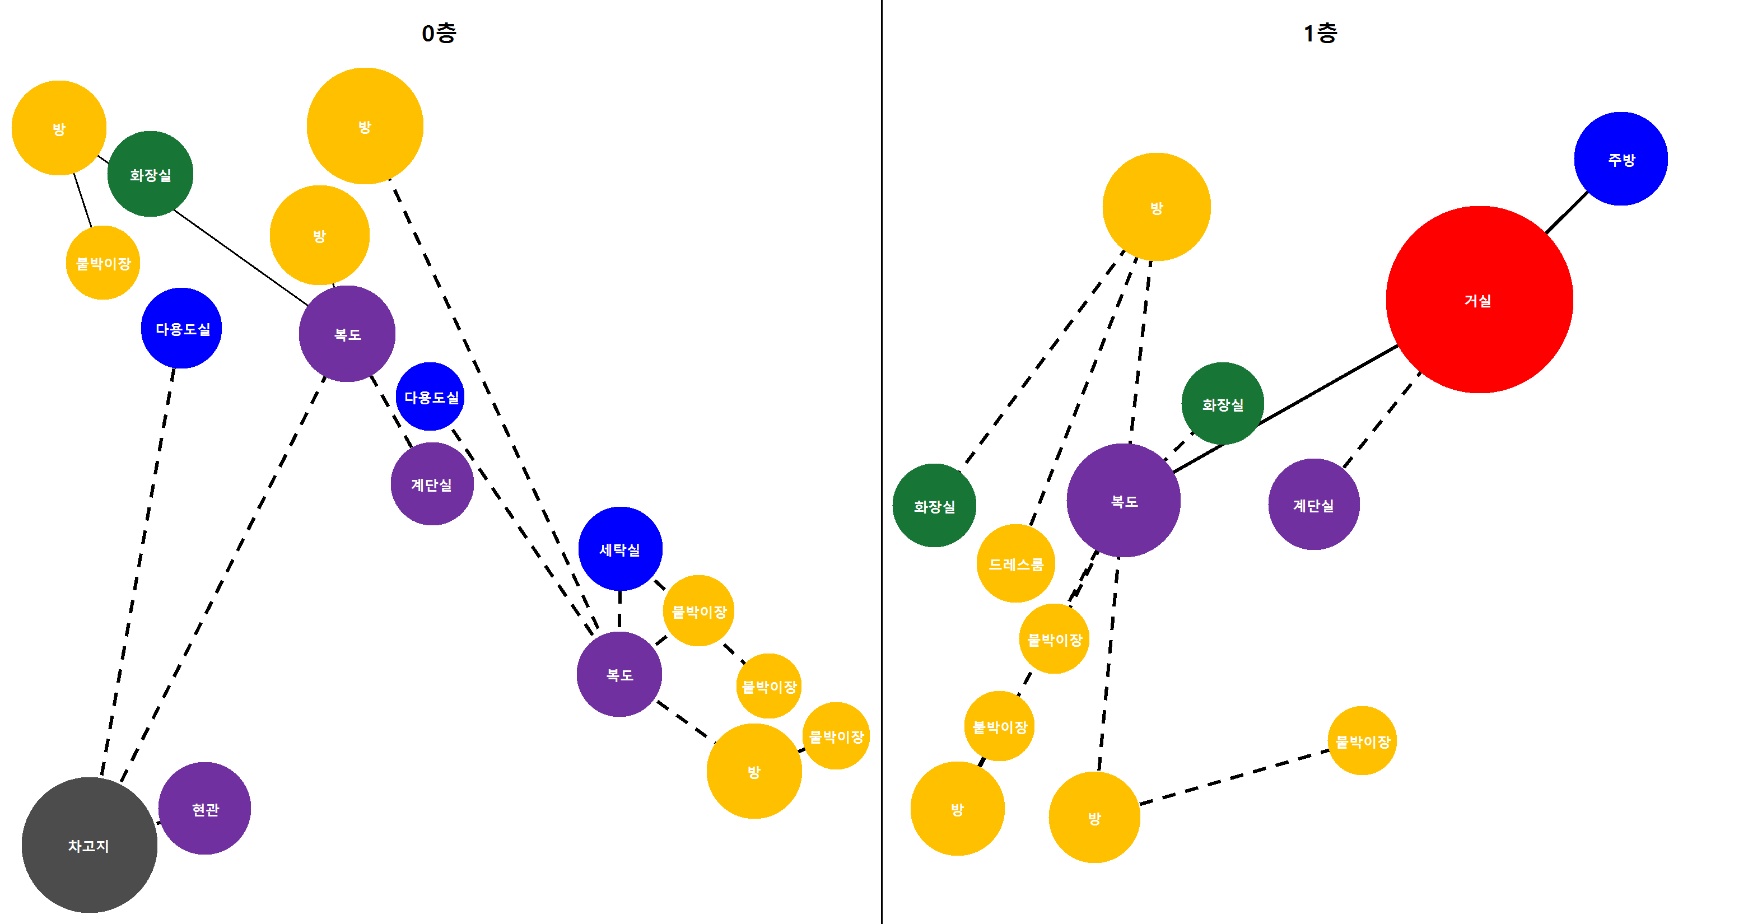 0층
방
방
화장실
방
붙박이장
다용도실
복도
다용도실
계단실
세탁실
붙박이장
복도
붙박이장
붙박이장
방
현관
차고지
1층
주방
방
거실
화장실
복도
화장실
계단실
드레스룸
붙박이장
붙박이장
붙박이장
방
방